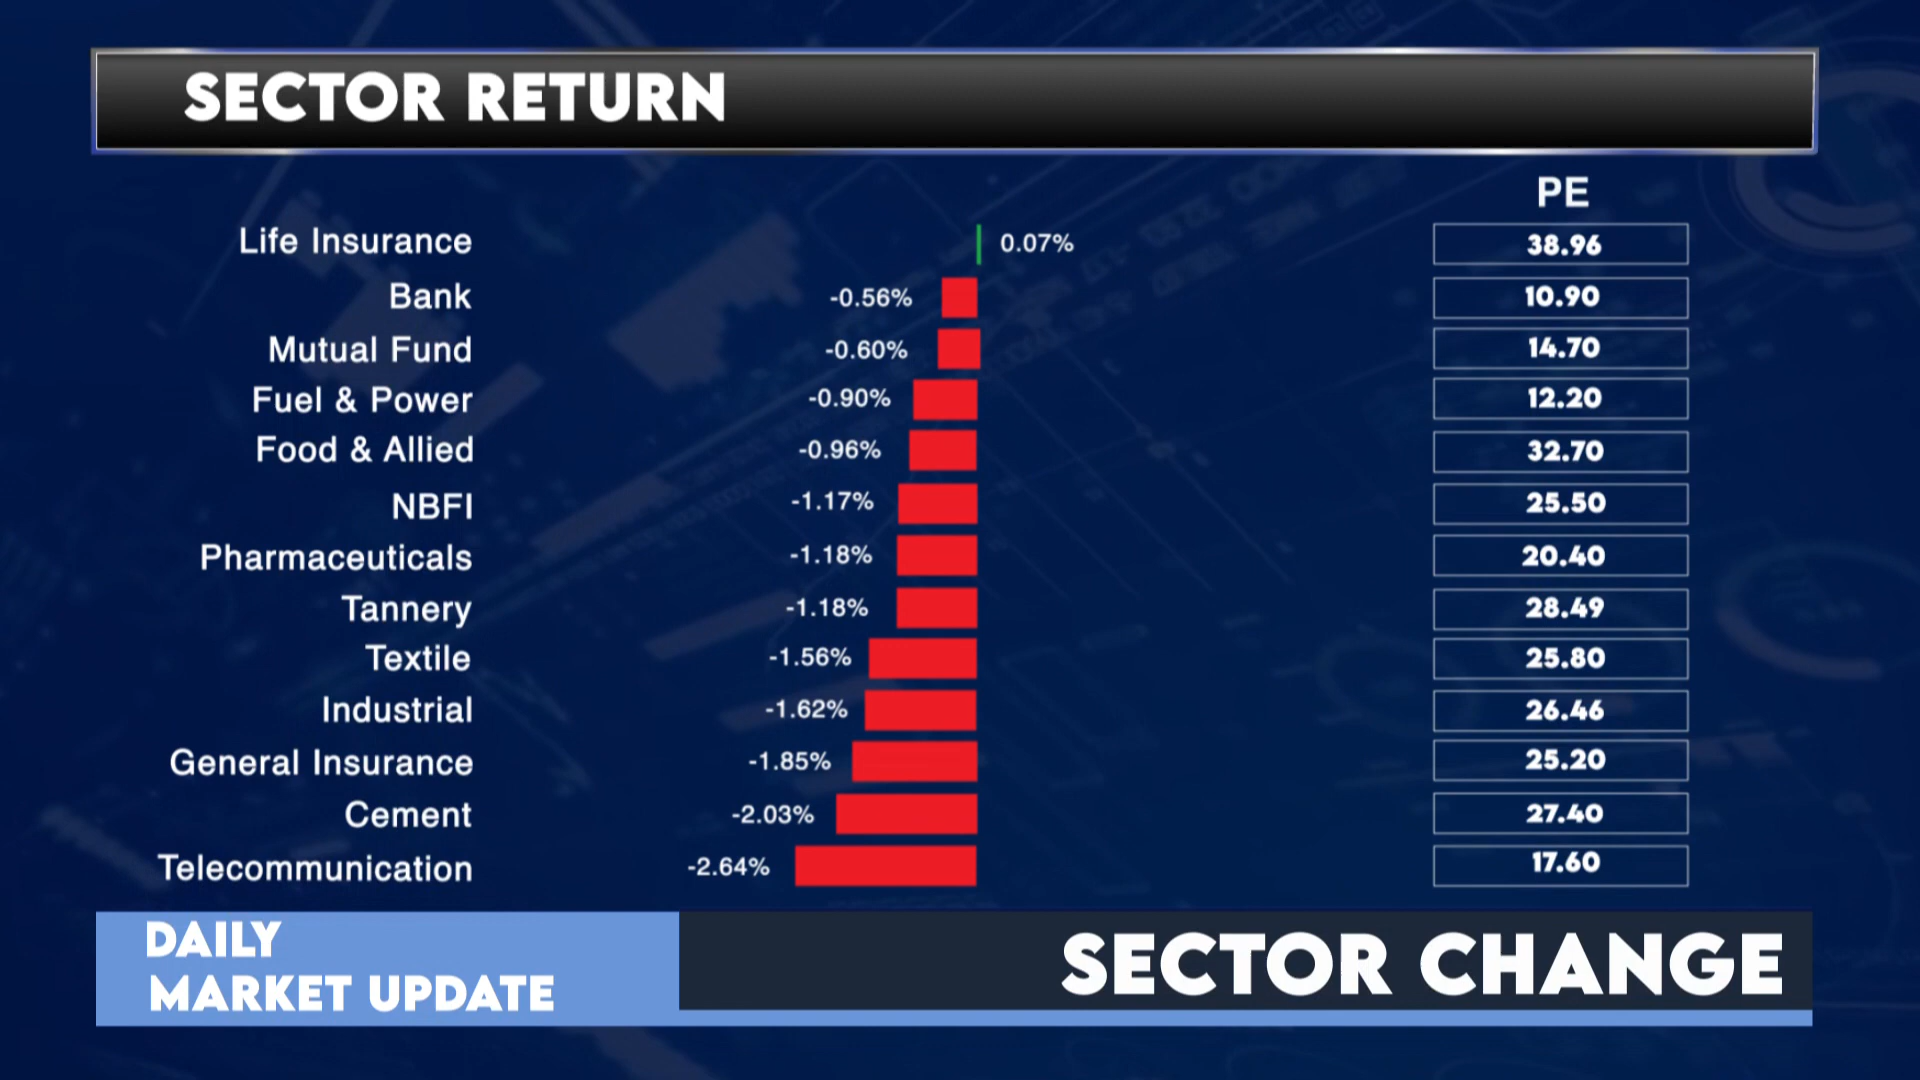 SECTOR RETURN
PE
Life Insurance 0.07% 38.96
Bank -0.56% 10.90
Mutual Fund -0.60% 14.70
Fuel & Power -0.90% 12.20
Food & Allied -0.96% 32.70
NBFI -1.17% 25.50
Pharmaceuticals -1.18% 20.40
Tannery -1.18% 28.49
Textile -1.56% 25.80
Industrial -1.62% 26.46
General Insurance -1.85% 25.20
Cement -2.03% 27.40
Telecommunication -2.64% 17.60
DAILY
MARKET UPDATE
SECTOR CHANGE